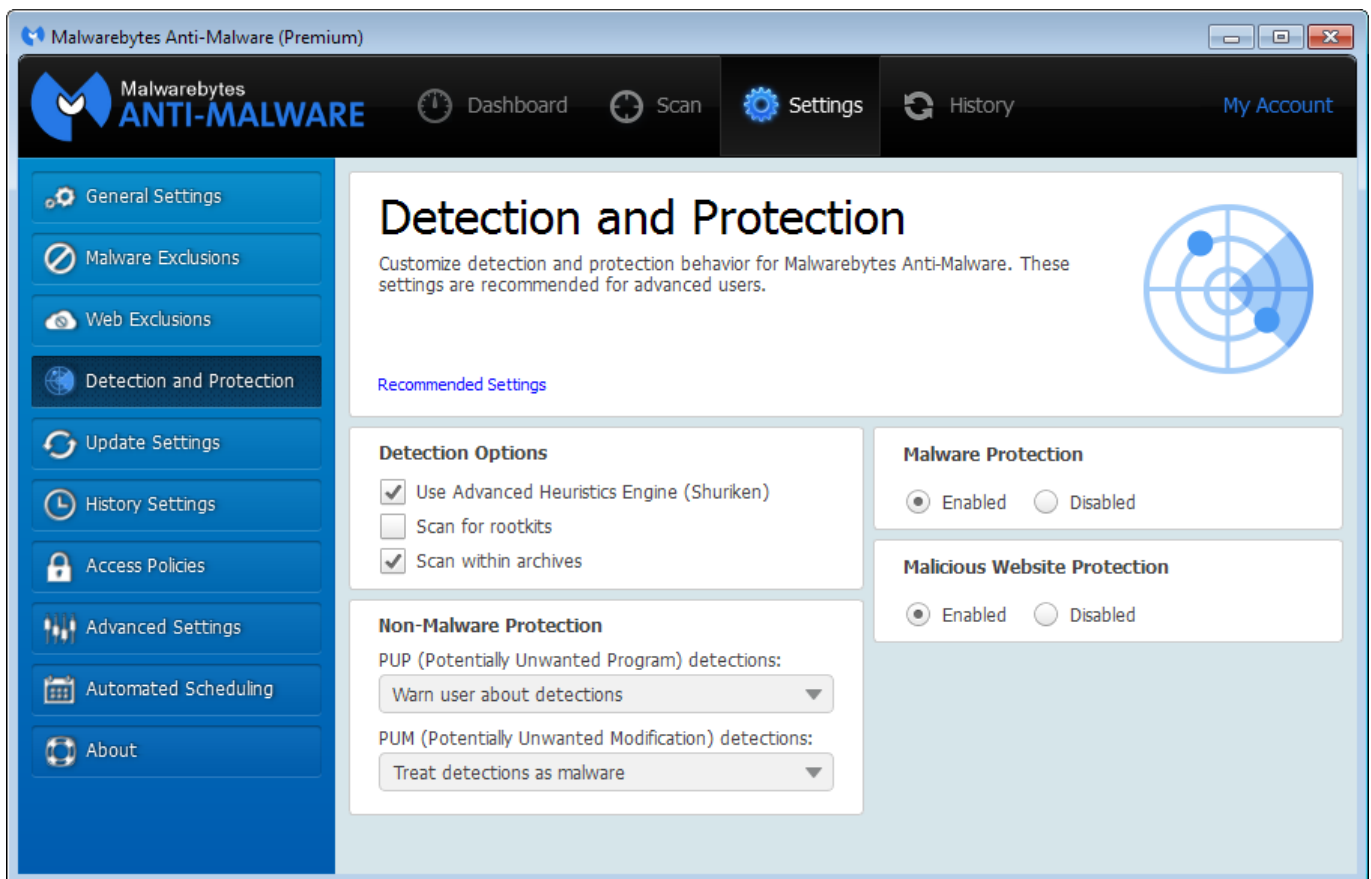 Malwarebytes Anti-Malware (Premium)
Malwarebytes
ANTI-MALWARE
Dashboard
Scan
Settings
History
My Account
General Settings
Malware Exclusions
Web Exclusions
Detection and Protection
Update Settings
History Settings
Access Policies
Advanced Settings
Automated Scheduling
About
Detection and Protection
Customize detection and protection behavior for Malwarebytes Anti-Malware. These
settings are recommended for advanced users.
Recommended Settings
Detection Options
Use Advanced Heuristics Engine (Shuriken)
Scan for rootkits
Scan within archives
Non-Malware Protection
PUP (Potentially Unwanted Program) detections:
Warn user about detections
PUM (Potentially Unwanted Modification) detections:
Treat detections as malware
Malware Protection
Enabled
Disabled
Malicious Website Protection
Enabled
Disabled